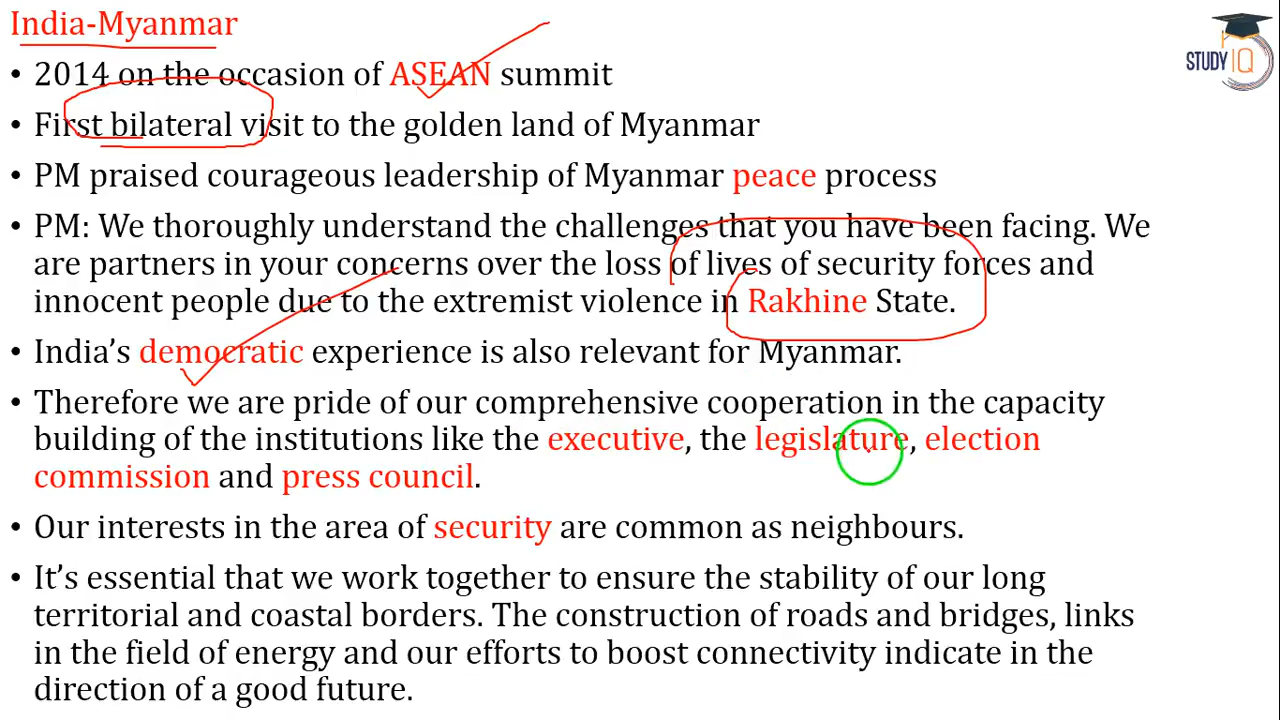 India-Myanmar
STUDY IQ
• 2014 on the occasion of ASEAN summit
• First bilateral visit to the golden land of Myanmar
• PM praised courageous leadership of Myanmar peace process
• PM: We thoroughly understand the challenges that you have been facing. We
are partners in your concerns over the loss of lives of security forces and
innocent people due to the extremist violence in Rakhine State.
• India’s democratic experience is also relevant for Myanmar.
• Therefore we are pride of our comprehensive cooperation in the capacity
building of the institutions like the executive, the legislature, election
commission and press council.
• Our interests in the area of security are common as neighbours.
• It’s essential that we work together to ensure the stability of our long
territorial and coastal borders. The construction of roads and bridges, links
in the field of energy and our efforts to boost connectivity indicate in the
direction of a good future.